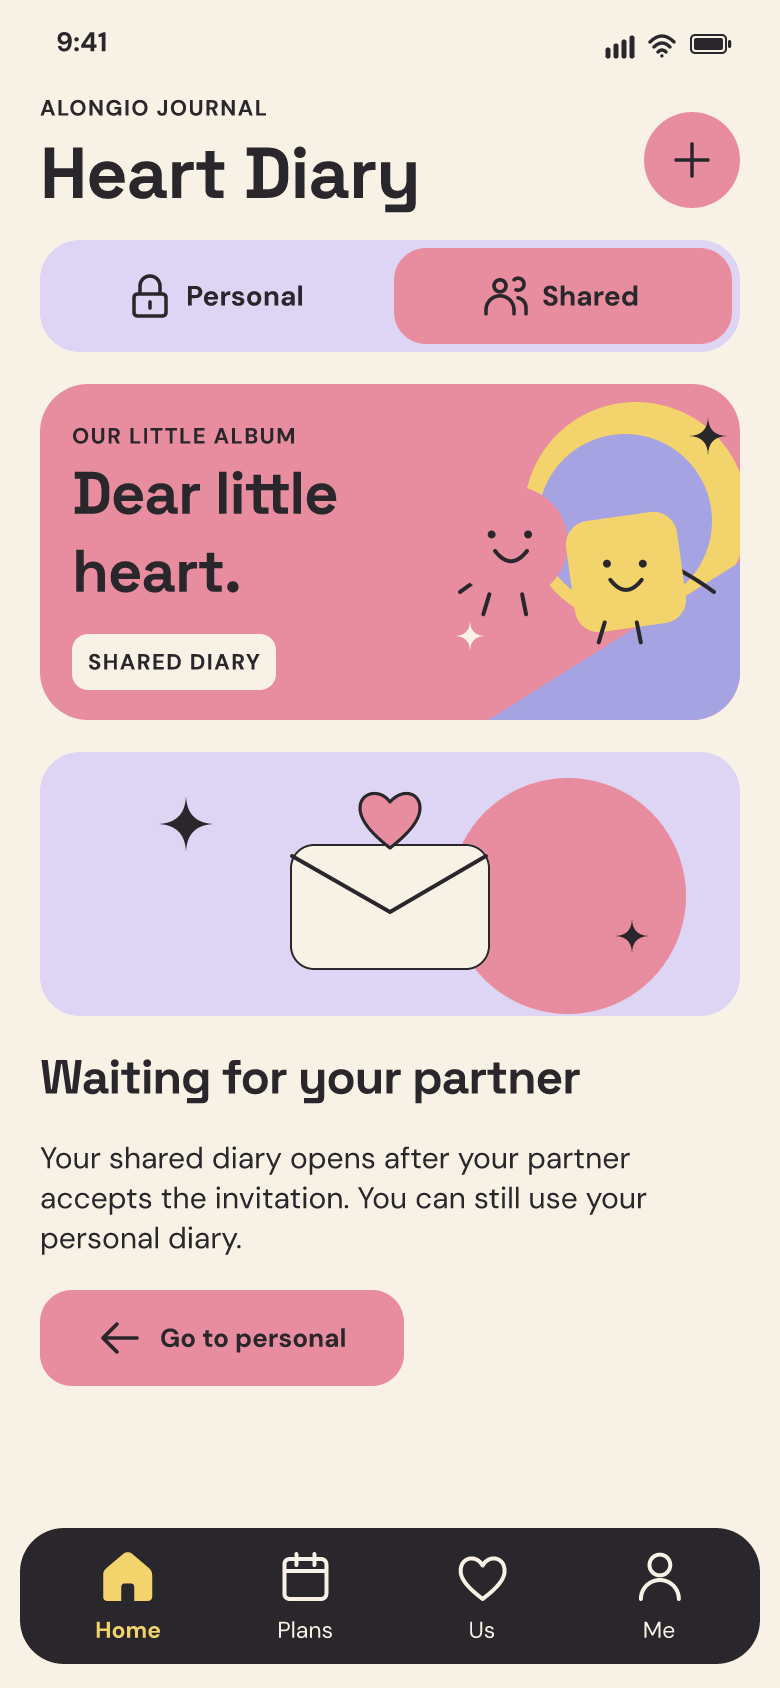 9:41
ALONGIO JOURNAL
Heart Diary
Personal
Shared
OUR LITTLE ALBUM
Dear little
heart.
SHARED DIARY
Waiting for your partner
Your shared diary opens after your partner
accepts the invitation. You can still use your
personal diary.
Go to personal
Home
Plans
Us
Me